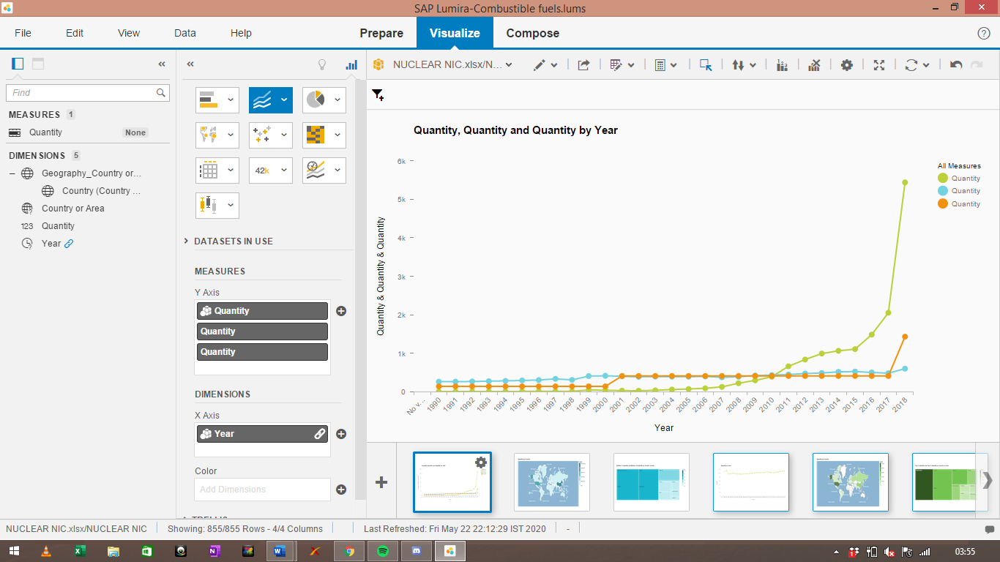 SAP Lumira-Combustible fuels.lums
File Edit View Data Help Prepare Visualize Compose
Find
MEASURES 1
Quantity None
DIMENSIONS 5
Geography_Country or...
Country (Country ...
Country or Area
123 Quantity
Year
42k
DATASETS IN USE
MEASURES
Y Axis
Quantity
Quantity
Quantity
DIMENSIONS
X Axis
Year
Color
Add Dimensions
NUCLEAR NIC.xlsx/N...
Quantity, Quantity and Quantity by Year
Quantity & Quantity & Quantity
6k
5k
4k
3k
2k
1k
0
No v... 1990 1991 1992 1993 1994 1995 1996 1997 1998 1999 2000 2001 2002 2003 2004 2005 2006 2007 2008 2009 2010 2011 2012 2013 2014 2015 2016 2017 2018
Year
All Measures
Quantity
Quantity
Quantity
NUCLEAR NIC.xlsx/NUCLEAR NIC Showing: 855/855 Rows - 4/4 Columns Last Refreshed: Fri May 22 22:12:29 IST 2020 -
03:55